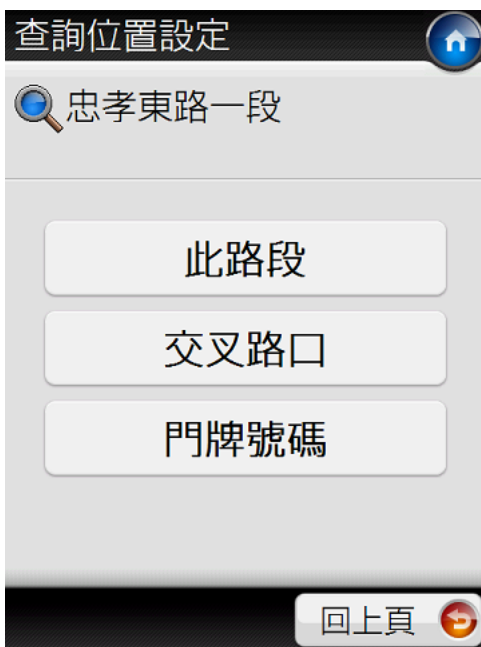 查詢位置設定
忠孝東路一段
此路段
交叉路口
門牌號碼
回上頁